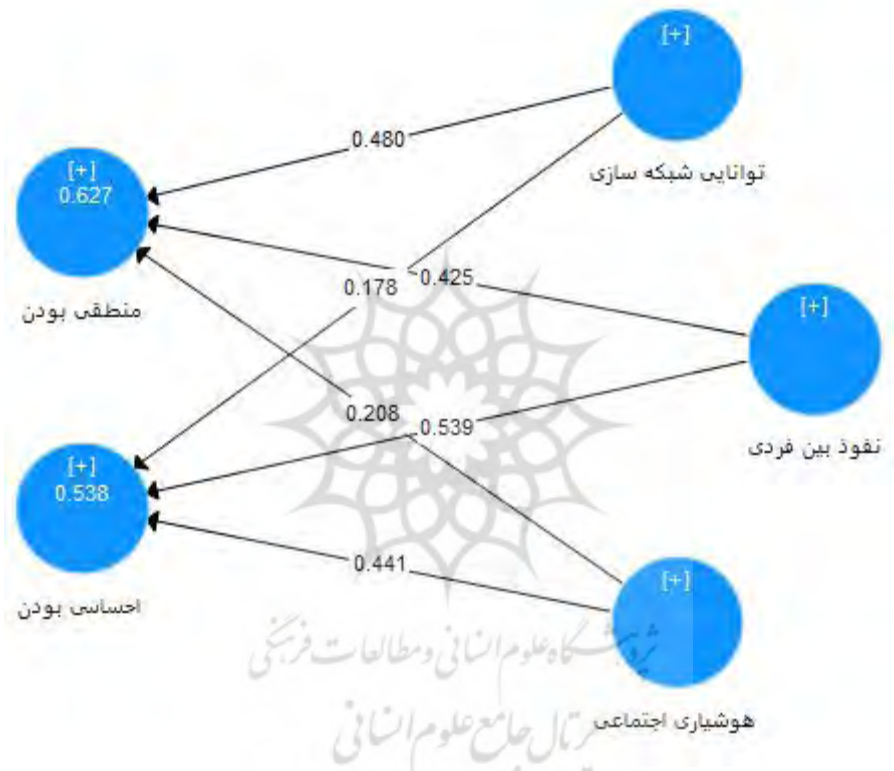 [+]
توانایی شبکه سازی
0.480
[+]
0.627
منطقی بودن
0.425
0.178
[+]
نفوذ بین فردی
0.208
0.539
[+]
0.538
احساسی بودن
0.441
[+]
هوشیاری اجتماعی
پژوهشگاه علوم انسانی و مطالعات فرهنگی
پرتال جامع علوم انسانی